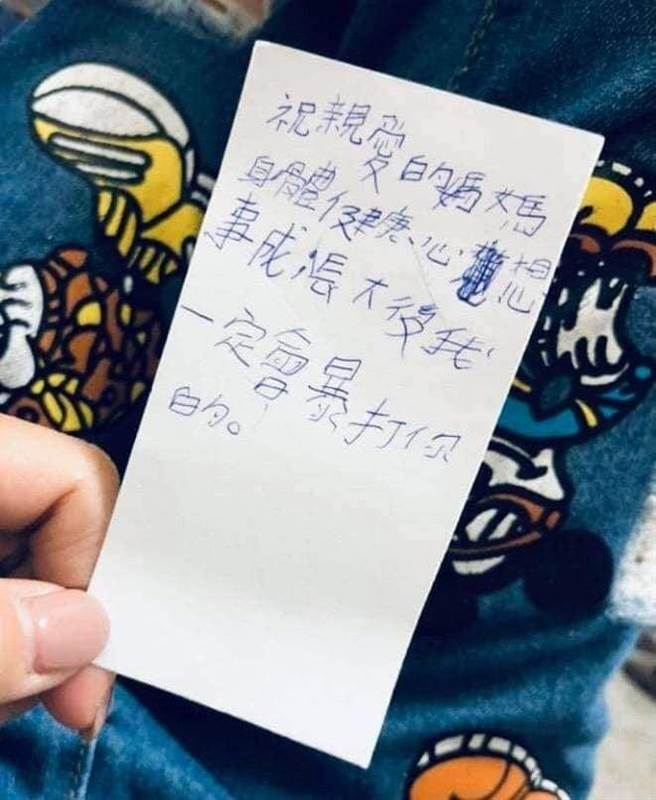 祝親愛的媽媽
身體健康、心想
事成,長大後我
一定會暴打你
的。